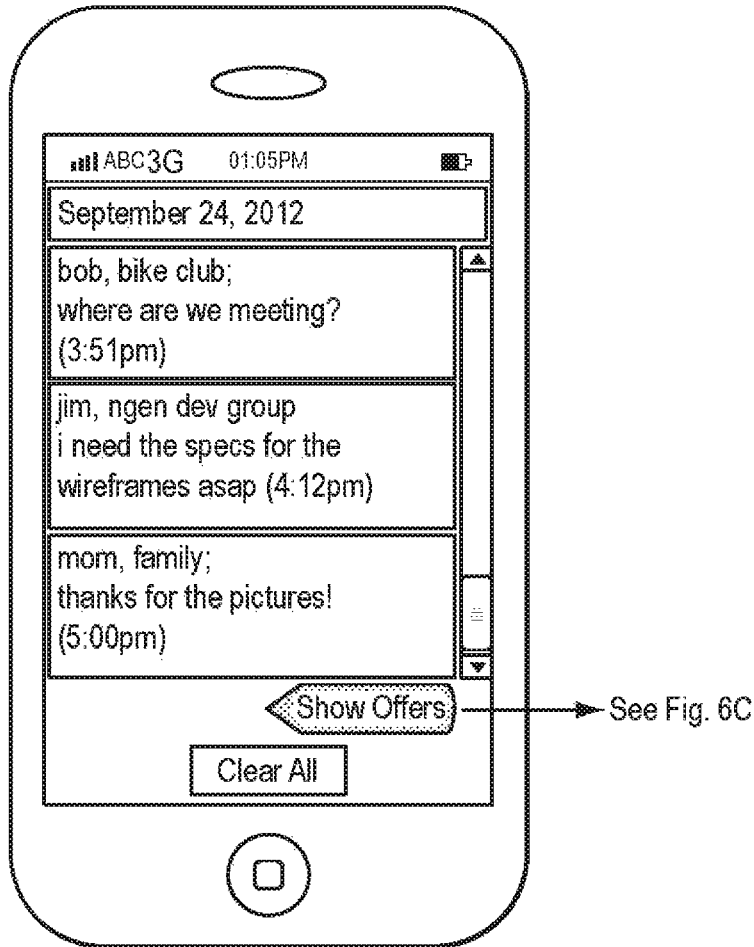 ABC 3G 01:05PM
September 24, 2012
bob, bike club;
where are we meeting?
(3:51pm)
jim, ngen dev group
i need the specs for the
wireframes asap (4:12pm)
mom, family;
thanks for the pictures!
(5:00pm)
Show Offers
See Fig. 6C
Clear All